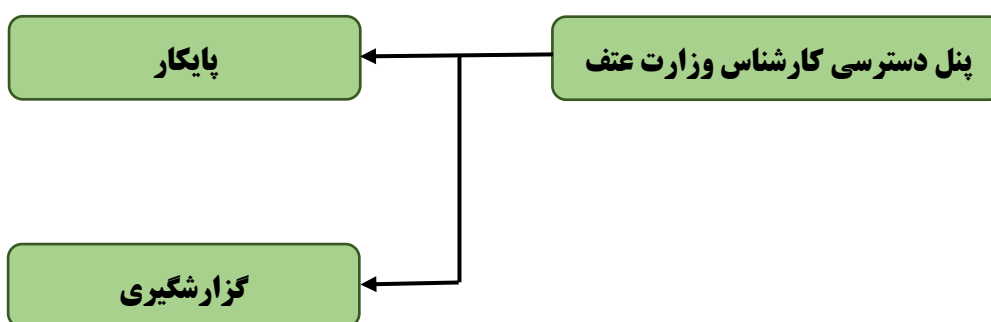 پنل دسترسی کارشناس وزارت عتف
پایکار
گزارشگیری